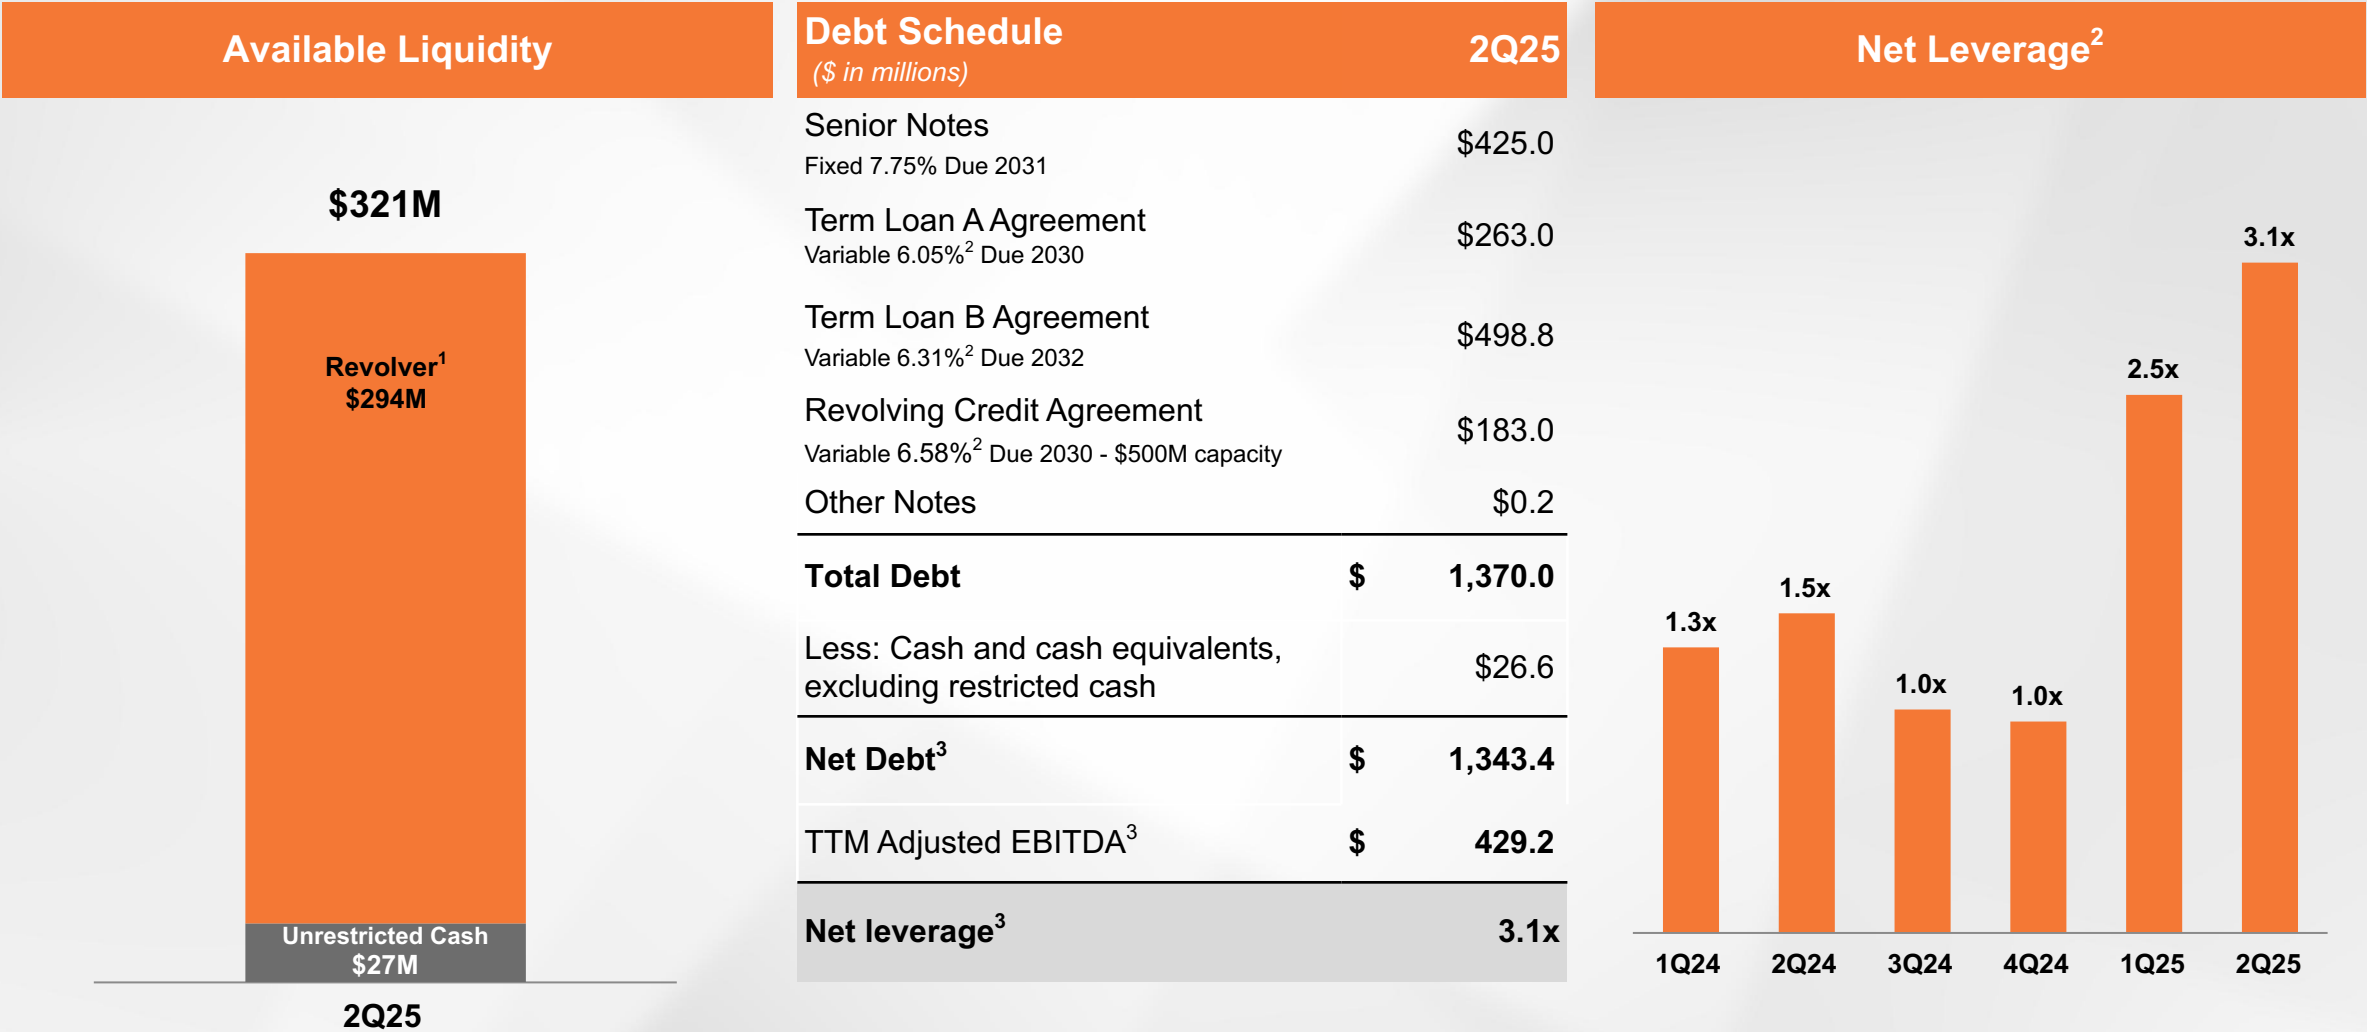 Available Liquidity
$321M
Revolver¹
$294M
Unrestricted Cash
$27M
2Q25
Debt Schedule
($ in millions)
2Q25
Senior Notes
Fixed 7.75% Due 2031
$425.0
Term Loan A Agreement
Variable 6.05%² Due 2030
$263.0
Term Loan B Agreement
Variable 6.31%² Due 2032
$498.8
Revolving Credit Agreement
Variable 6.58%² Due 2030 - $500M capacity
$183.0
Other Notes $0.2
Total Debt $ 1,370.0
Less: Cash and cash equivalents,
excluding restricted cash
$26.6
Net Debt³ $ 1,343.4
TTM Adjusted EBITDA³ $ 429.2
Net leverage³ 3.1x
Net Leverage²
1.3x
1.5x
1.0x
1.0x
2.5x
3.1x
1Q24 2Q24 3Q24 4Q24 1Q25 2Q25